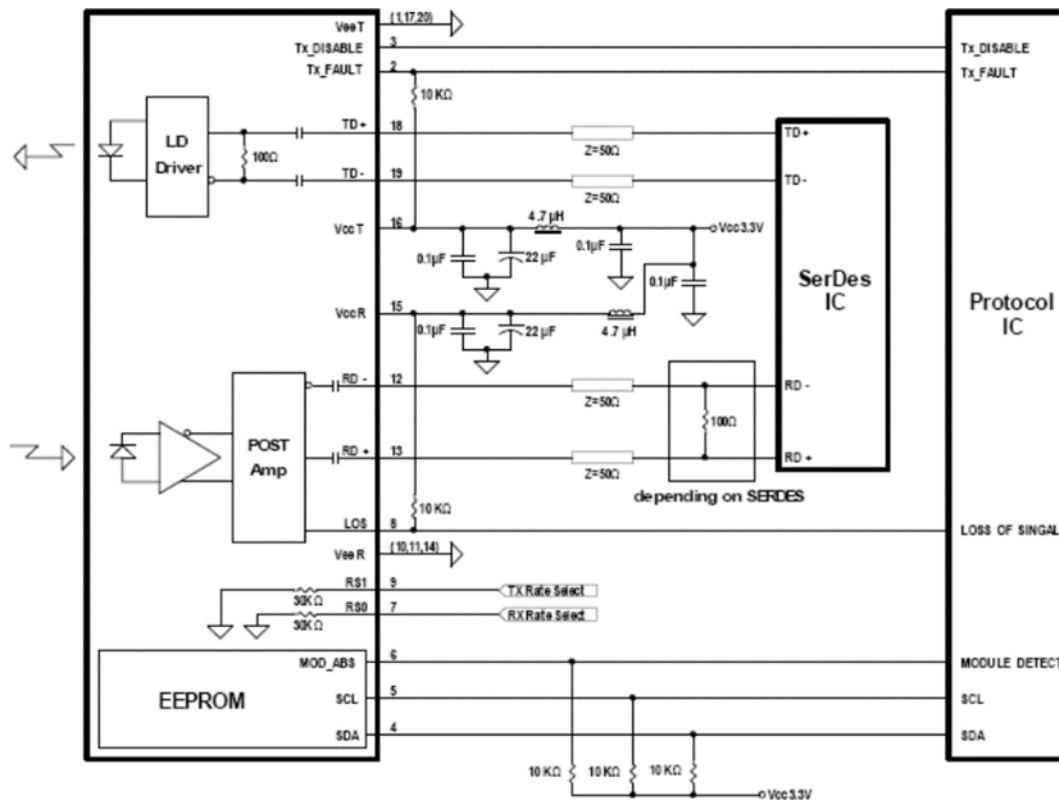 VeeT (1,17,20)
Tx_DISABLE 3 Tx_DISABLE
Tx_FAULT 2 Tx_FAULT
10 KΩ
TD+ 18 TD+
LD
Driver
100Ω
Z=50Ω
TD- 19 TD-
Z=50Ω
VccT 16 4.7 µH Vcc3.3V
0.1µF 22 µF 0.1µF
0.1µF
SerDes
IC
Protocol
IC
VccR 15
0.1µF 22 µF 4.7 µH
RD - 12 RD -
Z=50Ω
100Ω
POST
Amp
RD + 13 RD +
Z=50Ω
depending on SERDES
10 KΩ
LOS 8 LOSS OF SINGAL
VeeR (10,11,14)
RS1 9 TX Rate Select
30KΩ
RS0 7 RX Rate Select
30KΩ
MOD_ABS 6 MODULE DETECT
EEPROM
SCL 5 SCL
SDA 4 SDA
10 KΩ 10 KΩ 10 KΩ
Vcc3.3V